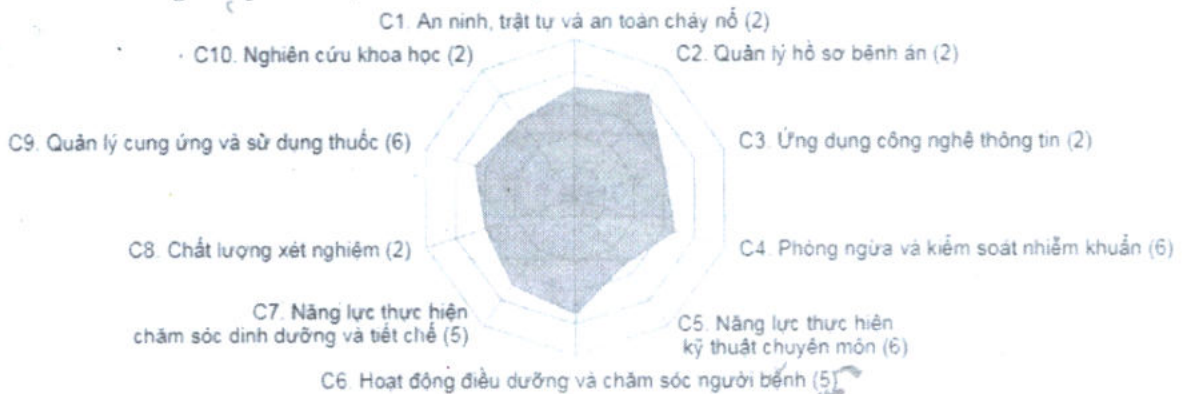 C1. An ninh, trật tự và an toàn cháy nổ (2)
C10. Nghiên cứu khoa học (2)
C2. Quản lý hồ sơ bệnh án (2)
C9. Quản lý cung ứng và sử dụng thuốc (6)
C3. Ứng dụng công nghệ thông tin (2)
C8. Chất lượng xét nghiệm (2)
C4. Phòng ngừa và kiểm soát nhiễm khuẩn (6)
C7. Năng lực thực hiện
chăm sóc dinh dưỡng và tiết chế (5)
C5. Năng lực thực hiện
kỹ thuật chuyên môn (6)
C6. Hoạt động điều dưỡng và chăm sóc người bệnh (5)